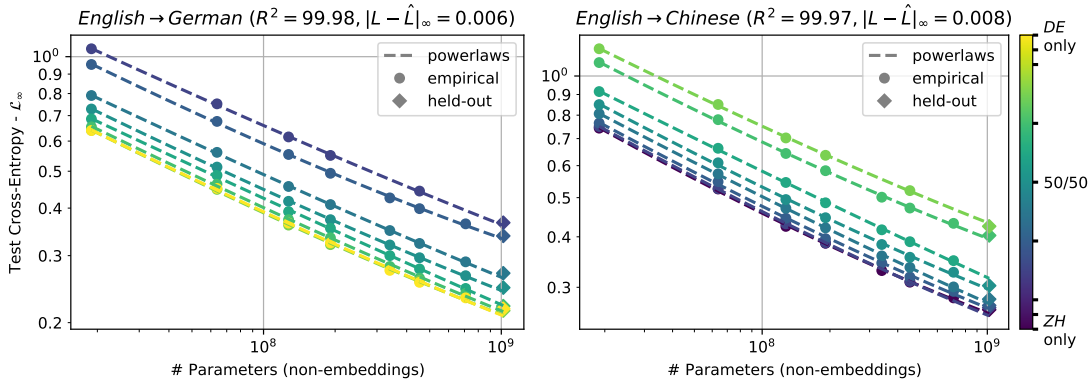 English→German (R² = 99.98, |L − L̂|∞ = 0.006)
English→Chinese (R² = 99.97, |L − L̂|∞ = 0.008)
Test Cross-Entropy - ℒ∞
10⁰
0.9
0.8
0.7
0.6
0.5
0.4
0.3
0.2
powerlaws
empirical
held-out
10⁸
10⁹
# Parameters (non-embeddings)
10⁰
0.9
0.8
0.7
0.6
0.5
0.4
0.3
powerlaws
empirical
held-out
10⁸
10⁹
# Parameters (non-embeddings)
DE
only
50/50
ZH
only